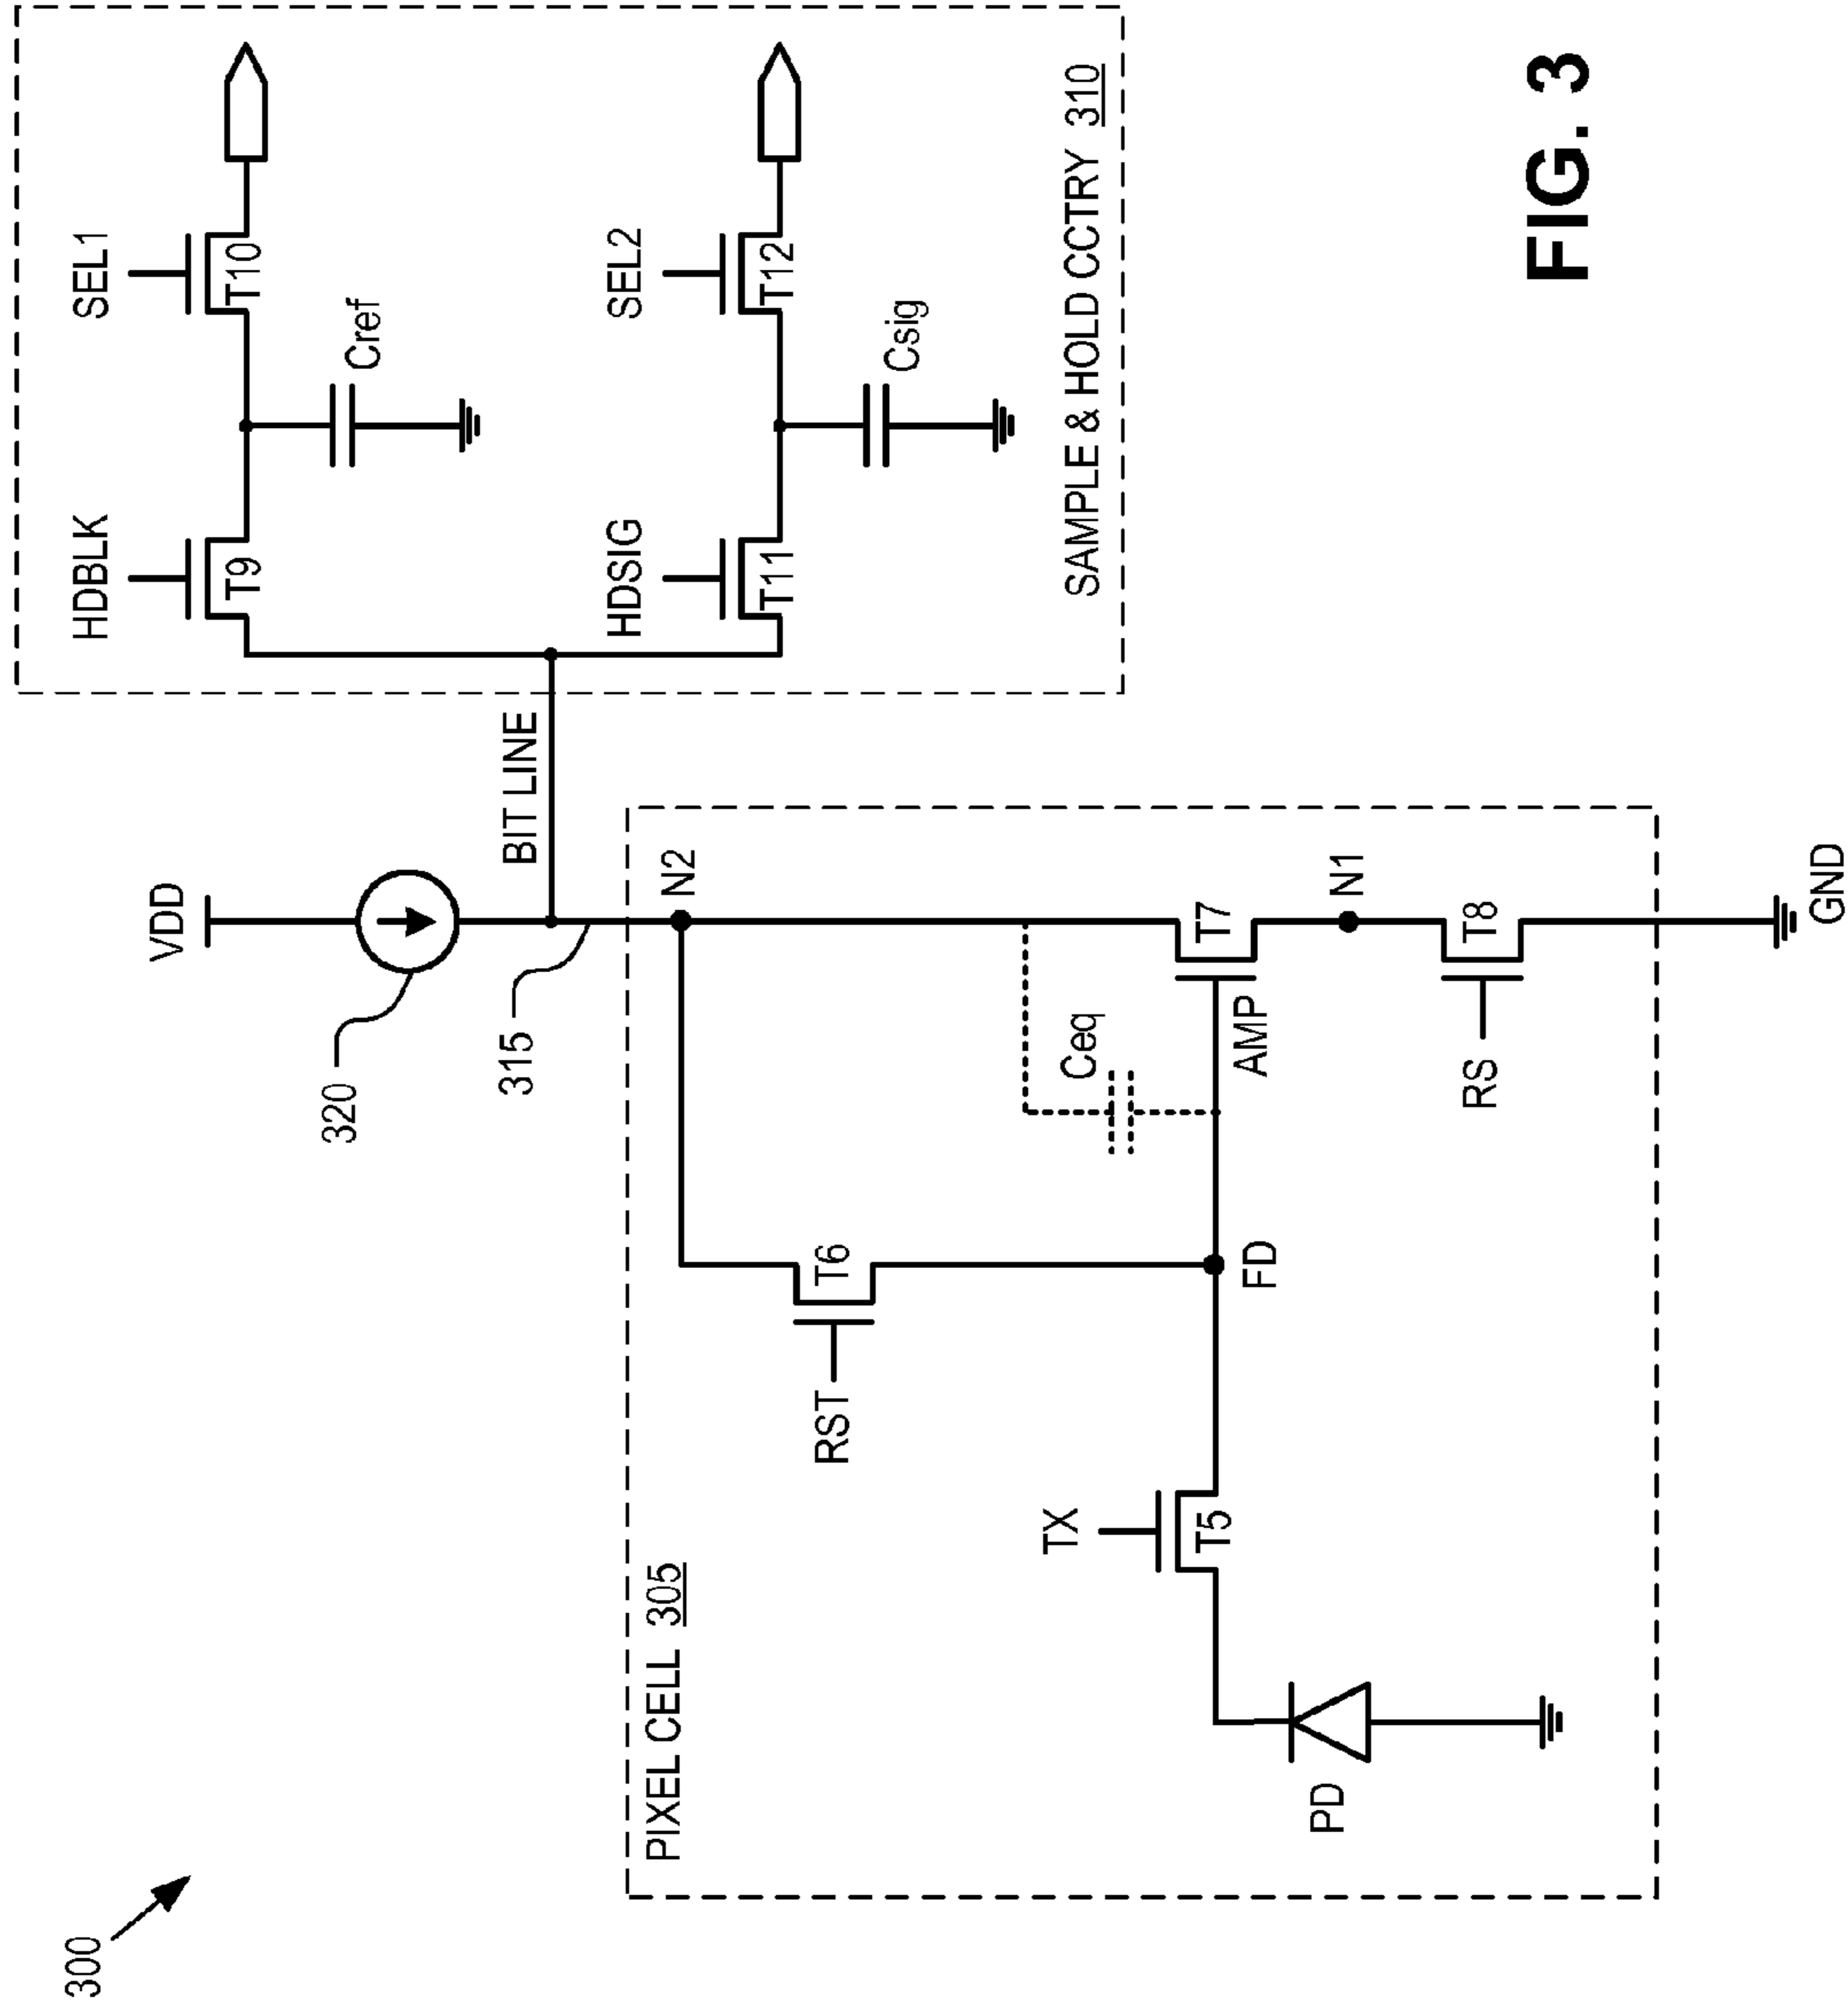 300
VDD
320
315
BIT LINE
HDBLK
T9
SEL1
T10
Cref
HDSIG
T11
SEL2
T12
Csig
SAMPLE & HOLD CCTRY 310
PIXEL CELL 305
N2
RST
T6
Ceq
TX
T5
FD
AMP
T7
N1
PD
RS
T8
GND
FIG. 3